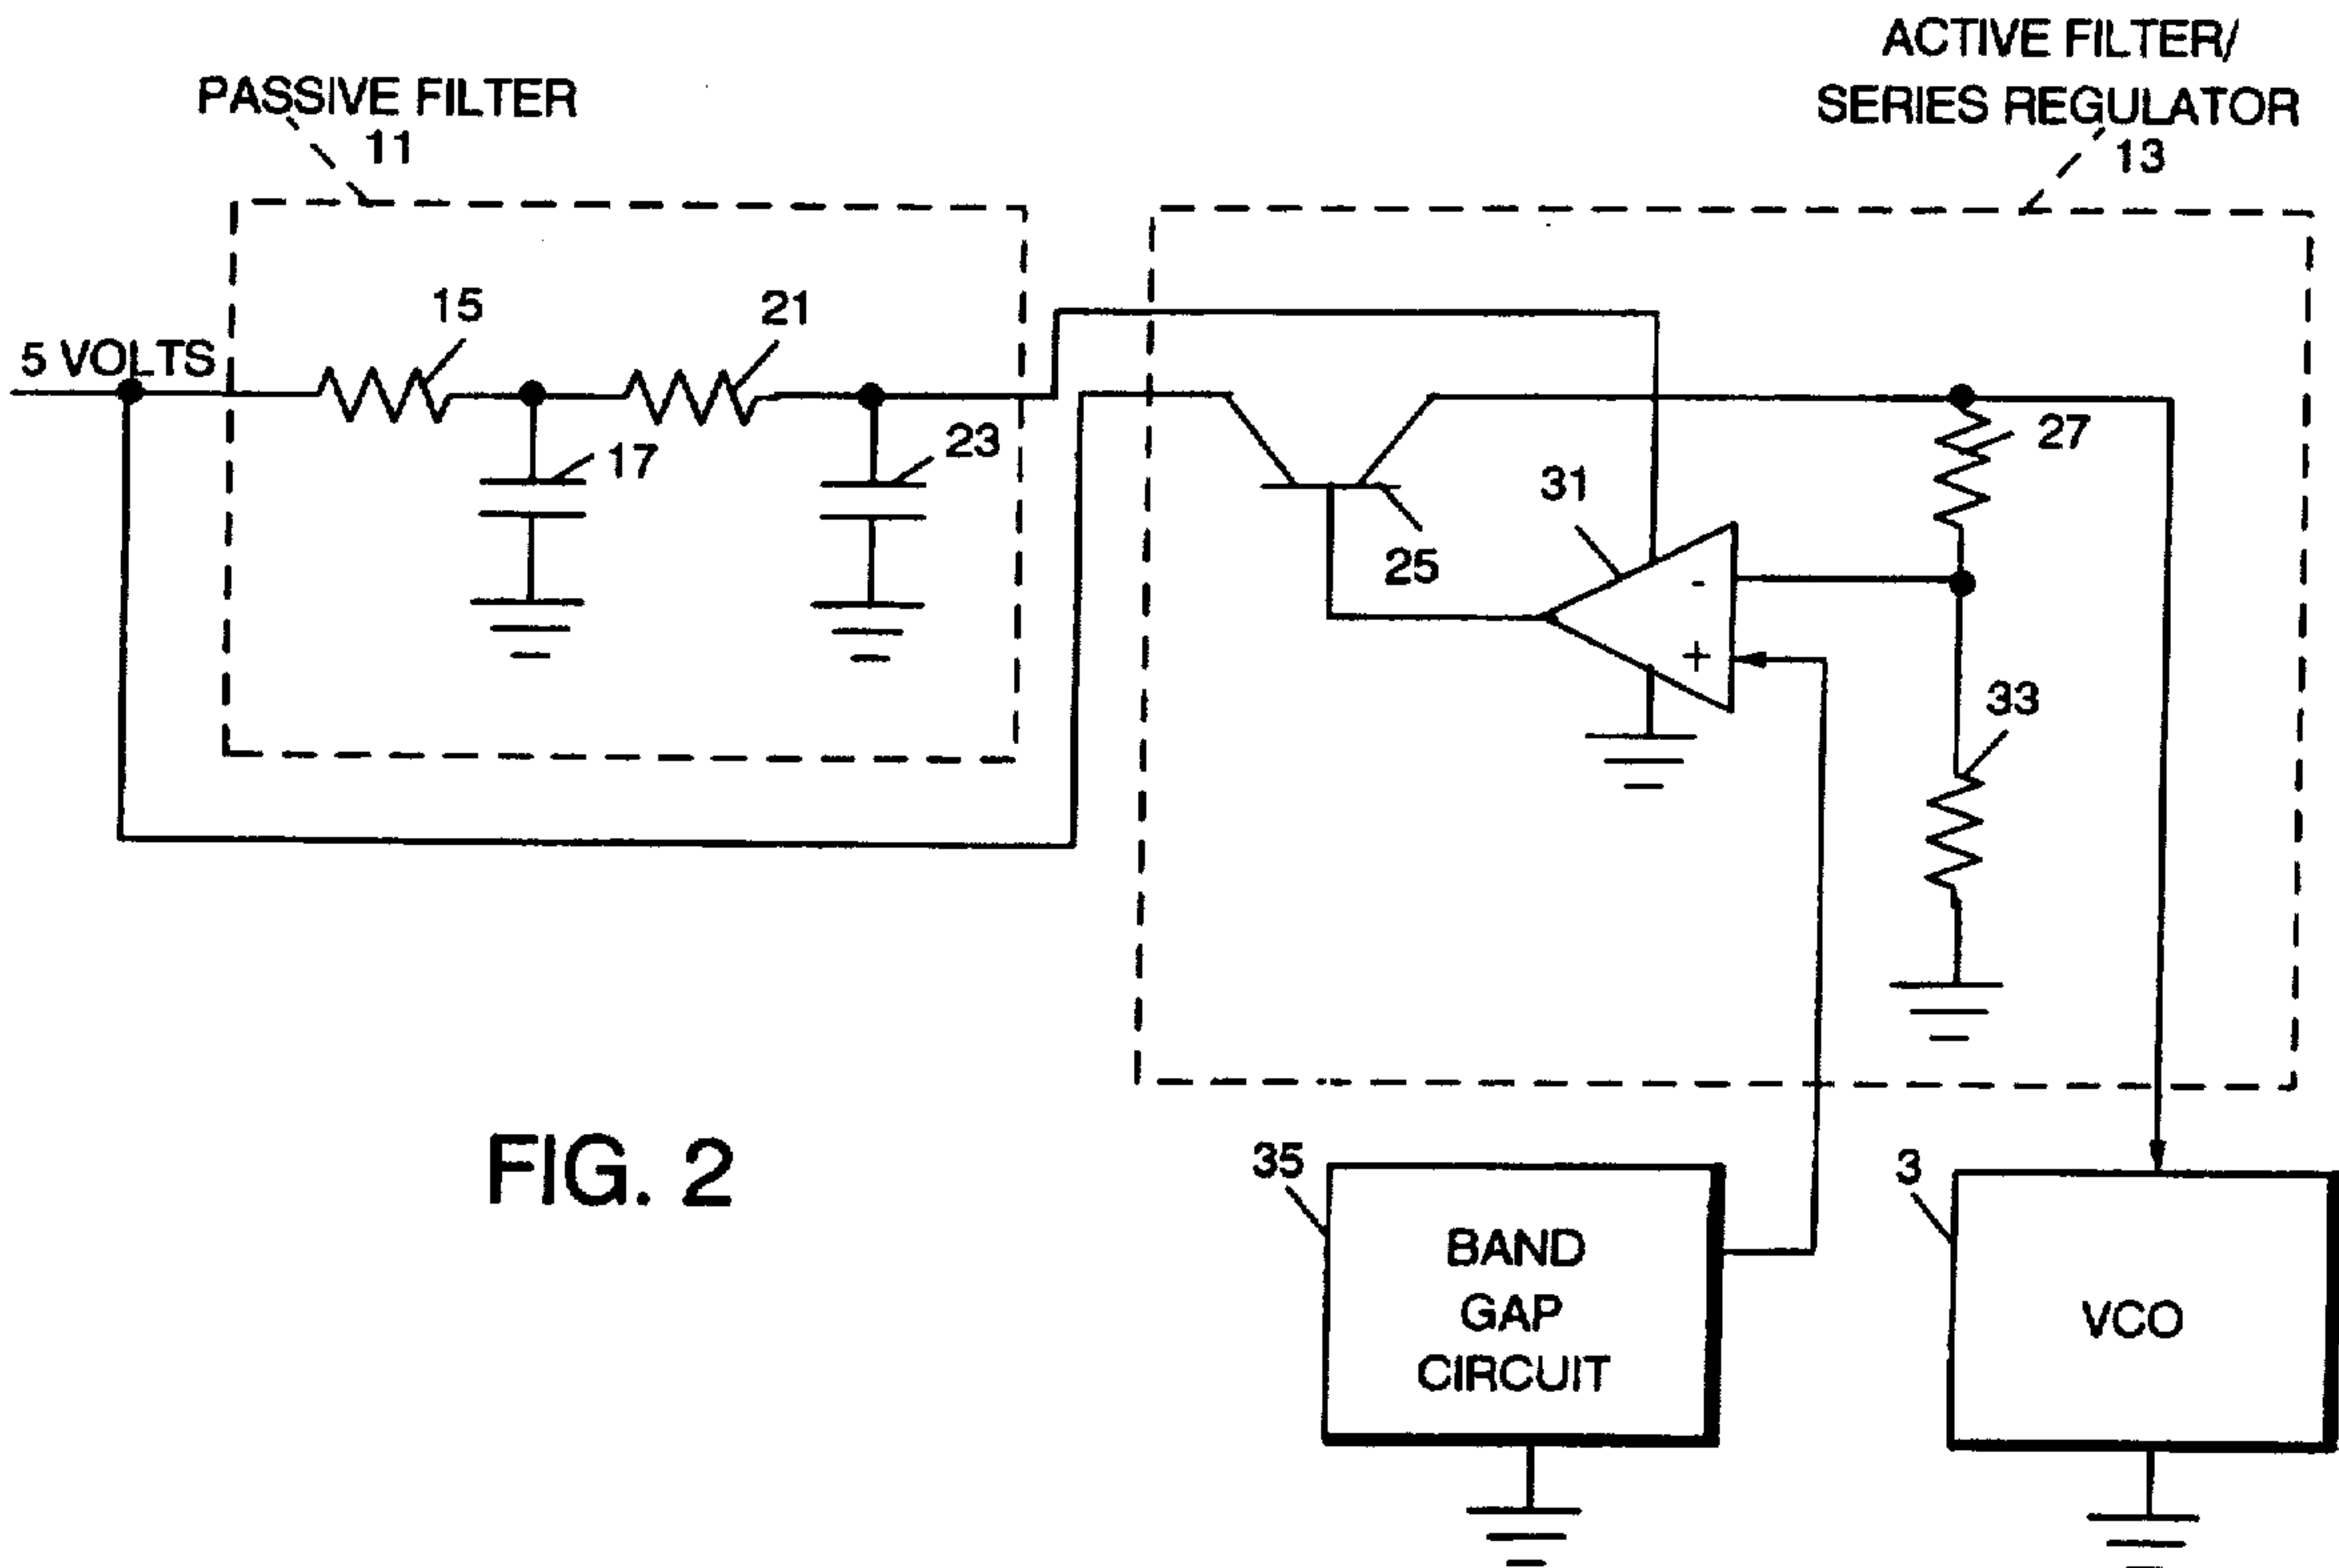 PASSIVE FILTER
11
ACTIVE FILTER/
SERIES REGULATOR
13
5 VOLTS
15
21
17
23
25
31
-
+
27
33
FIG. 2
35
BAND
GAP
CIRCUIT
3
VCO